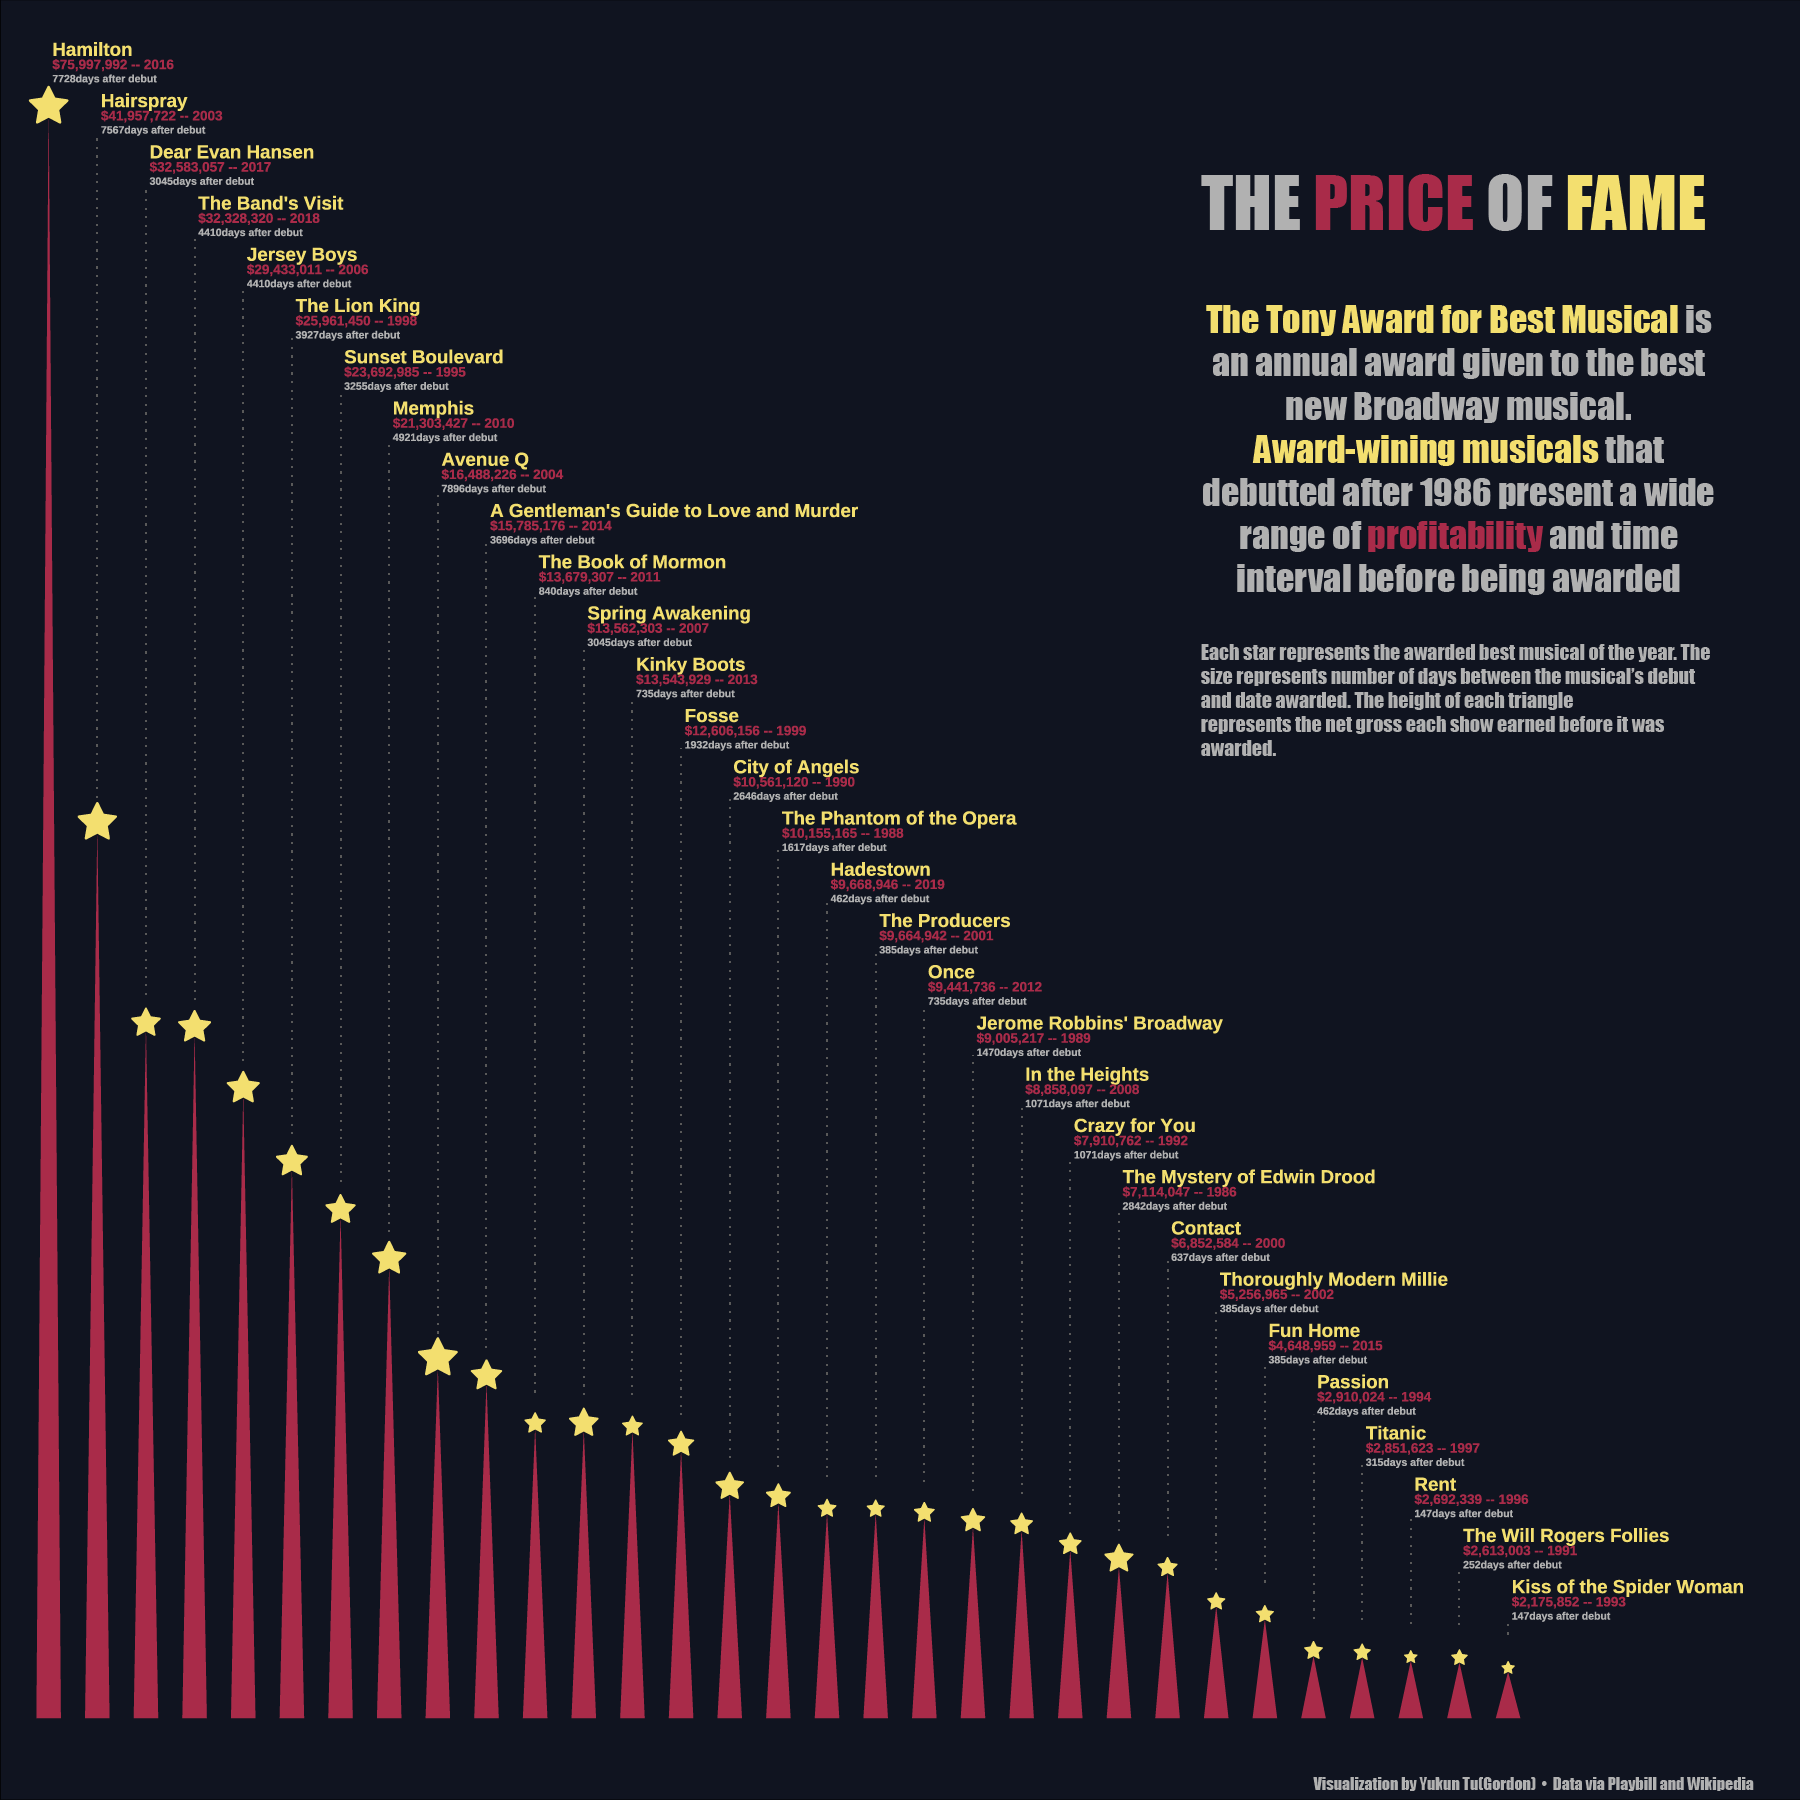 Hamilton
$75,997,992 -- 2016
7728days after debut
Hairspray
$41,957,722 -- 2003
7567days after debut
Dear Evan Hansen
$32,583,057 -- 2017
3045days after debut
The Band's Visit
$32,328,320 -- 2018
4410days after debut
Jersey Boys
$29,433,011 -- 2006
4410days after debut
The Lion King
$25,961,450 -- 1998
3927days after debut
Sunset Boulevard
$23,692,985 -- 1995
3255days after debut
Memphis
$21,303,427 -- 2010
4921days after debut
Avenue Q
$16,488,226 -- 2004
7896days after debut
A Gentleman's Guide to Love and Murder
$15,785,176 -- 2014
3696days after debut
The Book of Mormon
$13,679,307 -- 2011
840days after debut
Spring Awakening
$13,562,303 -- 2007
3045days after debut
Kinky Boots
$13,543,929 -- 2013
735days after debut
Fosse
$12,606,156 -- 1999
1932days after debut
City of Angels
$10,561,120 -- 1990
2646days after debut
The Phantom of the Opera
$10,155,165 -- 1988
1617days after debut
Hadestown
$9,668,946 -- 2019
462days after debut
The Producers
$9,664,942 -- 2001
385days after debut
Once
$9,441,736 -- 2012
735days after debut
Jerome Robbins' Broadway
$9,005,217 -- 1989
1470days after debut
In the Heights
$8,858,097 -- 2008
1071days after debut
Crazy for You
$7,910,762 -- 1992
1071days after debut
The Mystery of Edwin Drood
$7,114,047 -- 1986
2842days after debut
Contact
$6,852,584 -- 2000
637days after debut
Thoroughly Modern Millie
$5,256,965 -- 2002
385days after debut
Fun Home
$4,648,959 -- 2015
385days after debut
Passion
$2,910,024 -- 1994
462days after debut
Titanic
$2,851,623 -- 1997
315days after debut
Rent
$2,692,339 -- 1996
147days after debut
The Will Rogers Follies
$2,613,003 -- 1991
252days after debut
Kiss of the Spider Woman
$2,175,852 -- 1993
147days after debut
THE PRICE OF FAME
The Tony Award for Best Musical is
an annual award given to the best
new Broadway musical.
Award-wining musicals that
debutted after 1986 present a wide
range of profitability and time
interval before being awarded
Each star represents the awarded best musical of the year. The
size represents number of days between the musical’s debut
and date awarded. The height of each triangle
represents the net gross each show earned before it was
awarded.
Visualization by Yukun Tu(Gordon) • Data via Playbill and Wikipedia